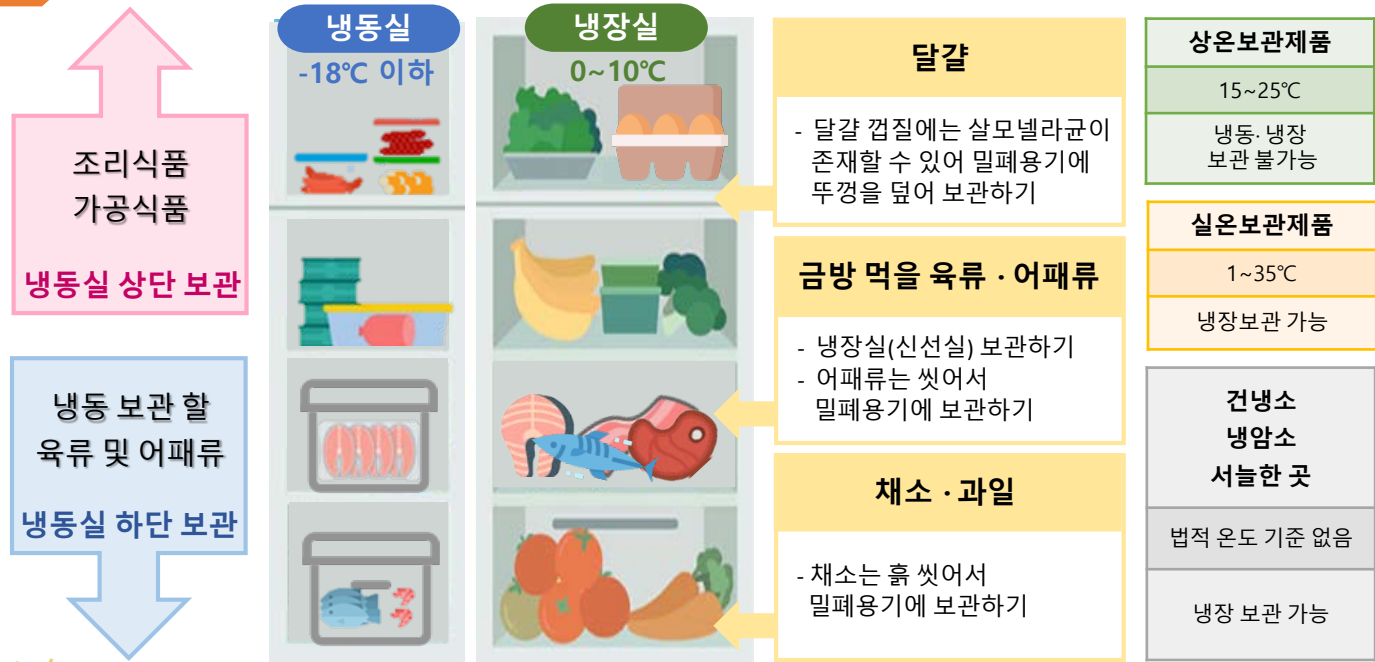 조리식품
가공식품
냉동실 상단 보관
냉동 보관 할
육류 및 어패류
냉동실 하단 보관
냉동실
-18℃ 이하
냉장실
0~10℃
달걀
- 달걀 껍질에는 살모넬라균이
존재할 수 있어 밀폐용기에
뚜껑을 덮어 보관하기
금방 먹을 육류 · 어패류
- 냉장실(신선실) 보관하기
- 어패류는 씻어서
밀폐용기에 보관하기
채소 · 과일
- 채소는 흙 씻어서
밀폐용기에 보관하기
상온보관제품
15~25℃
냉동· 냉장
보관 불가능
실온보관제품
1~35℃
냉장보관 가능
건냉소
냉암소
서늘한 곳
법적 온도 기준 없음
냉장 보관 가능